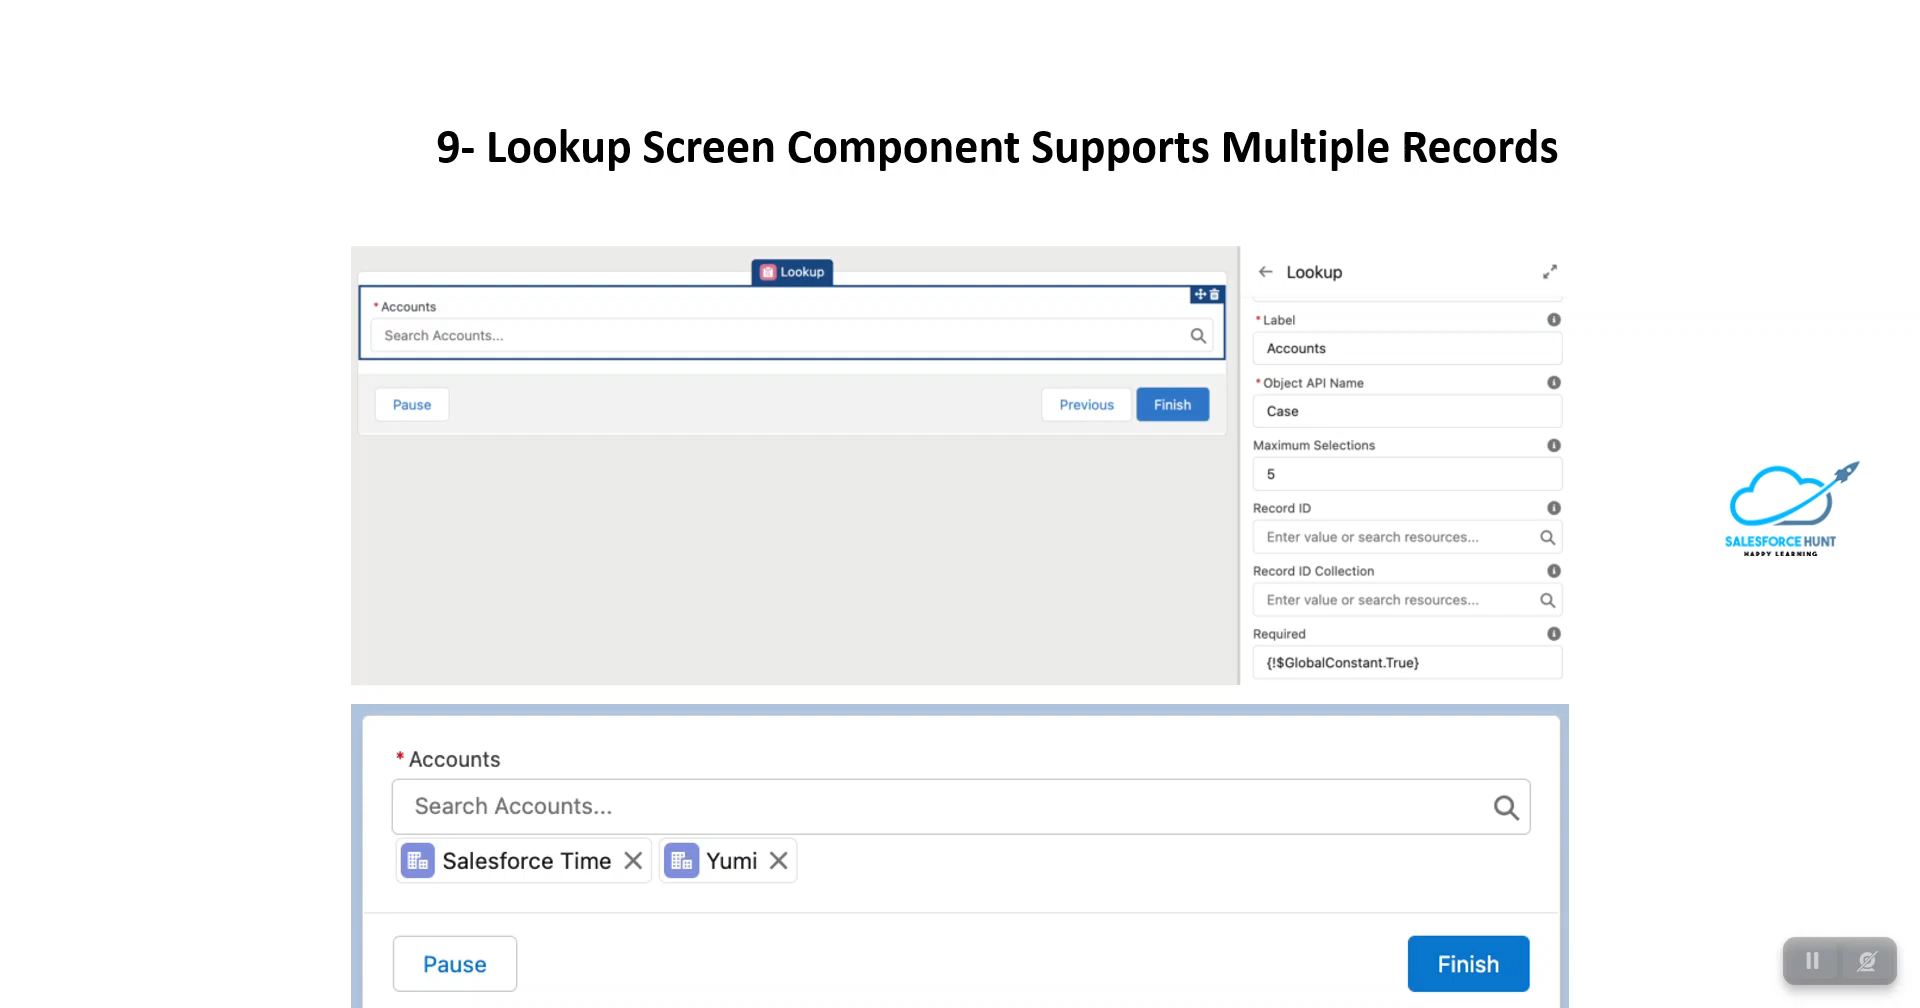 9- Lookup Screen Component Supports Multiple Records
Lookup
* Accounts
Search Accounts...
Pause
Previous
Finish
Lookup
* Label
Accounts
* Object API Name
Case
Maximum Selections
5
Record ID
Enter value or search resources...
Record ID Collection
Enter value or search resources...
Required
{!$GlobalConstant.True}
SALESFORCE HUNT
HAPPY LEARNING
* Accounts
Search Accounts...
Salesforce Time
Yumi
Pause
Finish